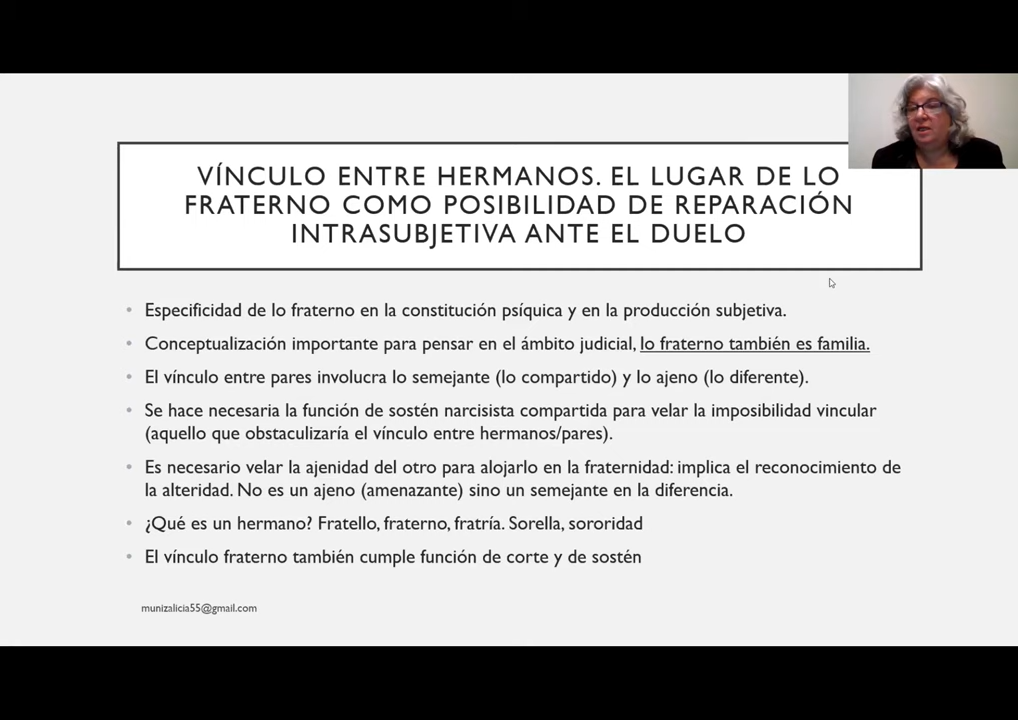 VÍNCULO ENTRE HERMANOS. EL LUGAR DE LO
FRATERNO COMO POSIBILIDAD DE REPARACIÓN
INTRASUBJETIVA ANTE EL DUELO
• Especificidad de lo fraterno en la constitución psíquica y en la producción subjetiva.
• Conceptualización importante para pensar en el ámbito judicial, lo fraterno también es familia.
• El vínculo entre pares involucra lo semejante (lo compartido) y lo ajeno (lo diferente).
• Se hace necesaria la función de sostén narcisista compartida para velar la imposibilidad vincular
(aquello que obstaculizaría el vínculo entre hermanos/pares).
• Es necesario velar la ajenidad del otro para alojarlo en la fraternidad: implica el reconocimiento de
la alteridad. No es un ajeno (amenazante) sino un semejante en la diferencia.
• ¿Qué es un hermano? Fratello, fraterno, fratría. Sorella, sororidad
• El vínculo fraterno también cumple función de corte y de sostén
munizalicia55@gmail.com